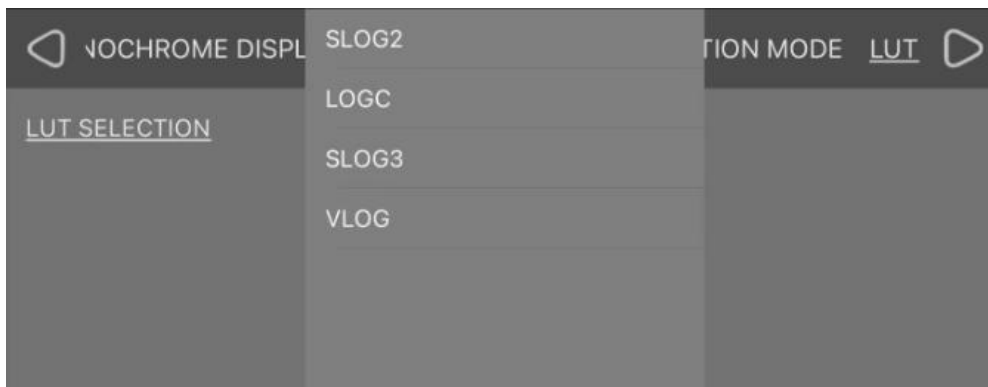 NOCHROME DISPL
TION MODE
LUT
LUT SELECTION
SLOG2
LOGC
SLOG3
VLOG